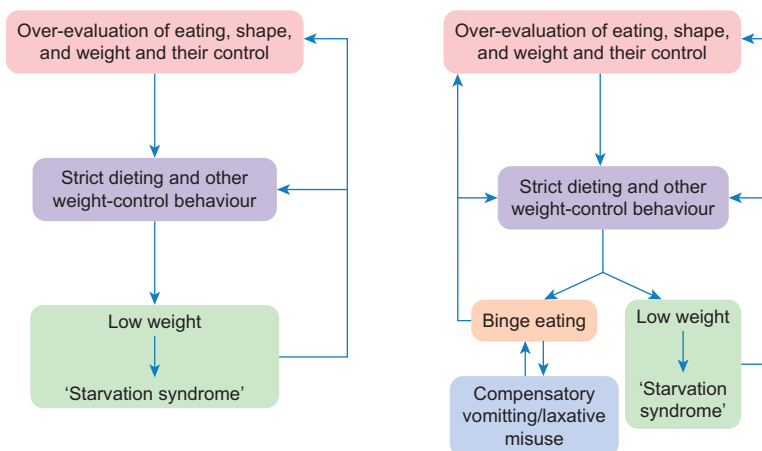 Over-evaluation of eating, shape,
and weight and their control
Strict dieting and other
weight-control behaviour
Low weight
‘Starvation syndrome’
Over-evaluation of eating, shape,
and weight and their control
Strict dieting and other
weight-control behaviour
Binge eating
Compensatory
vomitting/laxative
misuse
Low weight
‘Starvation
syndrome’